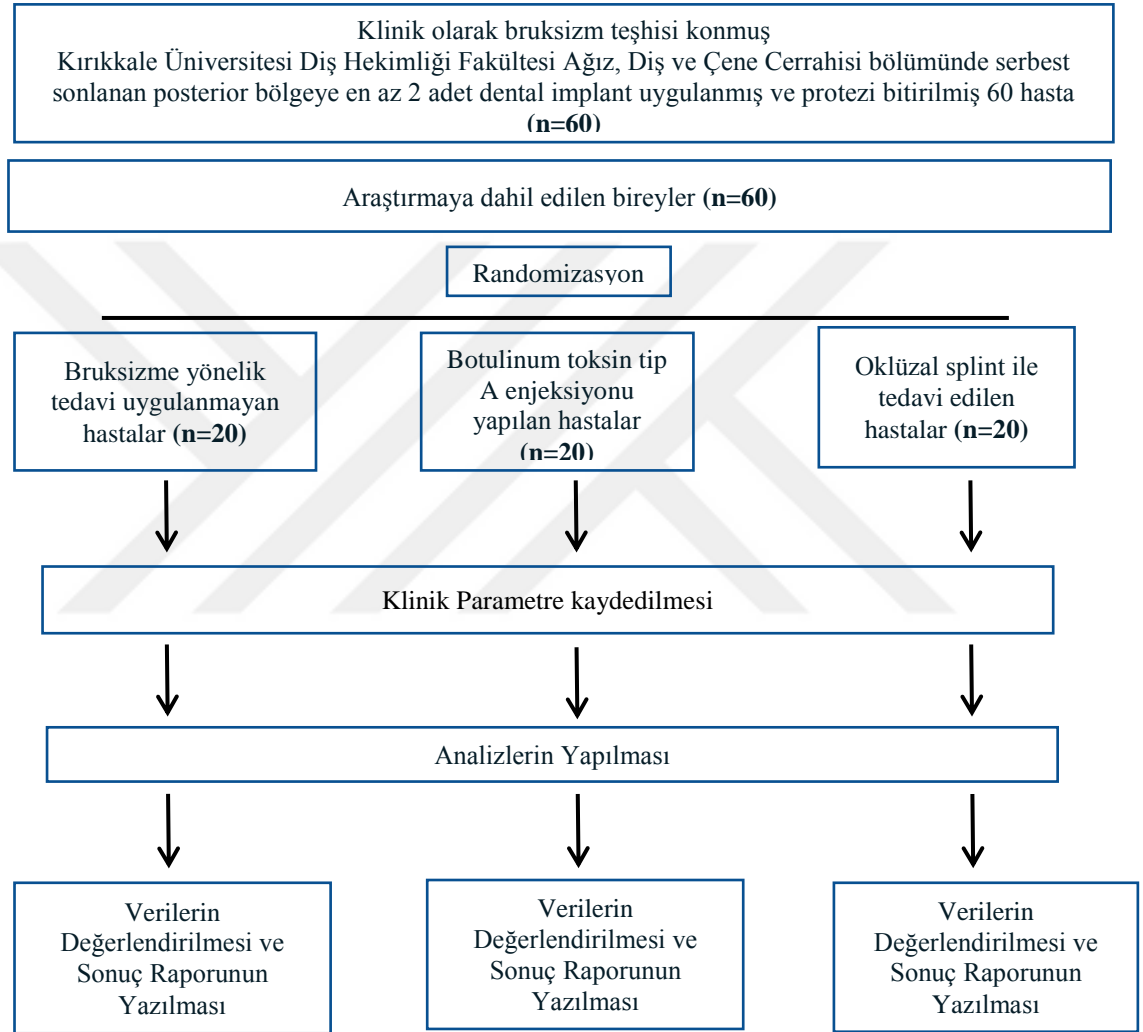 Klinik olarak bruksizm teşhisi konmuş
Kırıkkale Üniversitesi Diş Hekimliği Fakültesi Ağız, Diş ve Çene Cerrahisi bölümünde serbest
sonlanan posterior bölgeye en az 2 adet dental implant uygulanmış ve protezi bitirilmiş 60 hasta
(n=60)
Araştırmaya dahil edilen bireyler (n=60)
Randomizasyon
Bruksizme yönelik
tedavi uygulanmayan
hastalar (n=20)
Botulinum toksin tip
A enjeksiyonu
yapılan hastalar
(n=20)
Oklüzal splint ile
tedavi edilen
hastalar (n=20)
Klinik Parametre kaydedilmesi
Analizlerin Yapılması
Verilerin
Değerlendirilmesi ve
Sonuç Raporunun
Yazılması
Verilerin
Değerlendirilmesi ve
Sonuç Raporunun
Yazılması
Verilerin
Değerlendirilmesi ve
Sonuç Raporunun
Yazılması